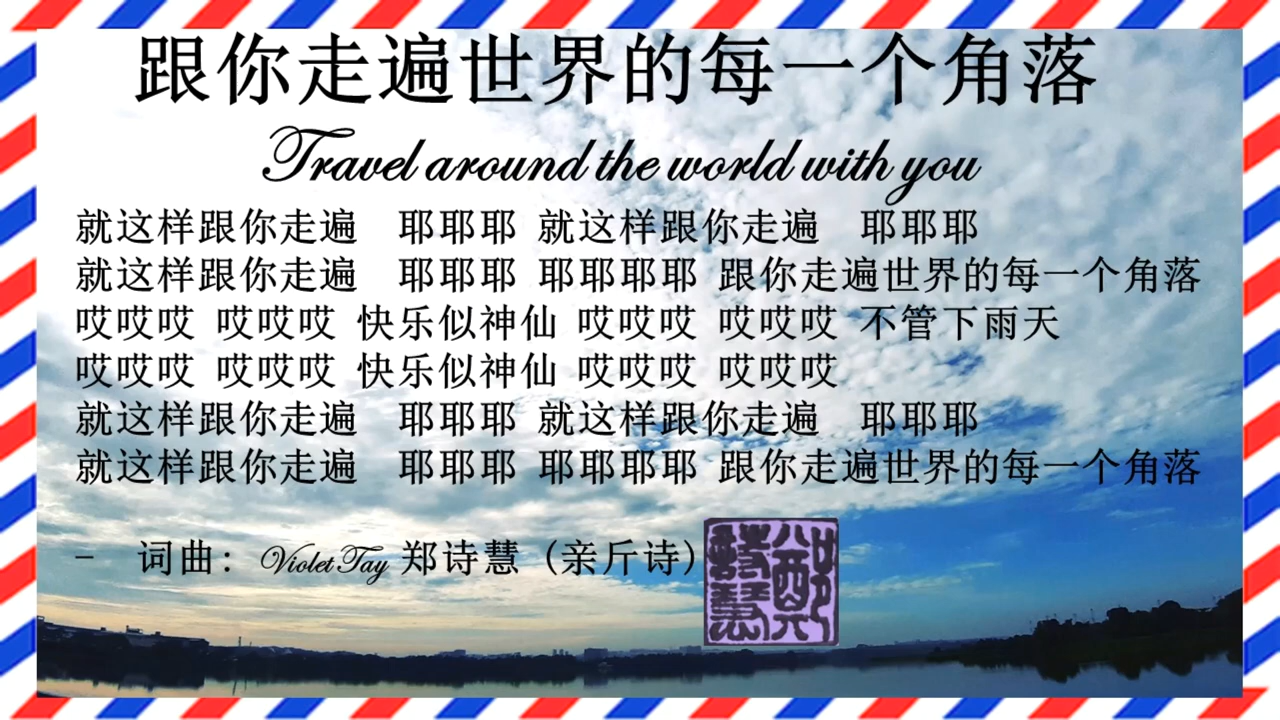 跟你走遍世界的每一个角落
Travel around the world with you
就这样跟你走遍 耶耶耶 就这样跟你走遍 耶耶耶
就这样跟你走遍 耶耶耶 耶耶耶耶 跟你走遍世界的每一个角落
哎哎哎 哎哎哎 快乐似神仙 哎哎哎 哎哎哎 不管下雨天
哎哎哎 哎哎哎 快乐似神仙 哎哎哎 哎哎哎
就这样跟你走遍 耶耶耶 就这样跟你走遍 耶耶耶
就这样跟你走遍 耶耶耶 耶耶耶耶 跟你走遍世界的每一个角落
- 词曲: Violet Tay 郑诗慧 (亲斤诗)
鄭詩慧